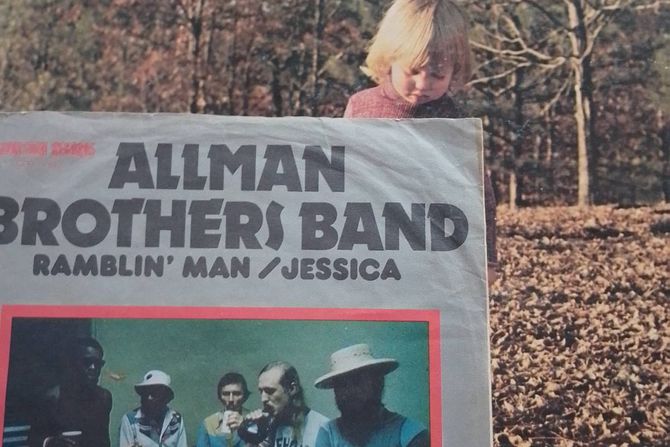 ALLMAN
BROTHERS BAND
RAMBLIN' MAN / JESSICA